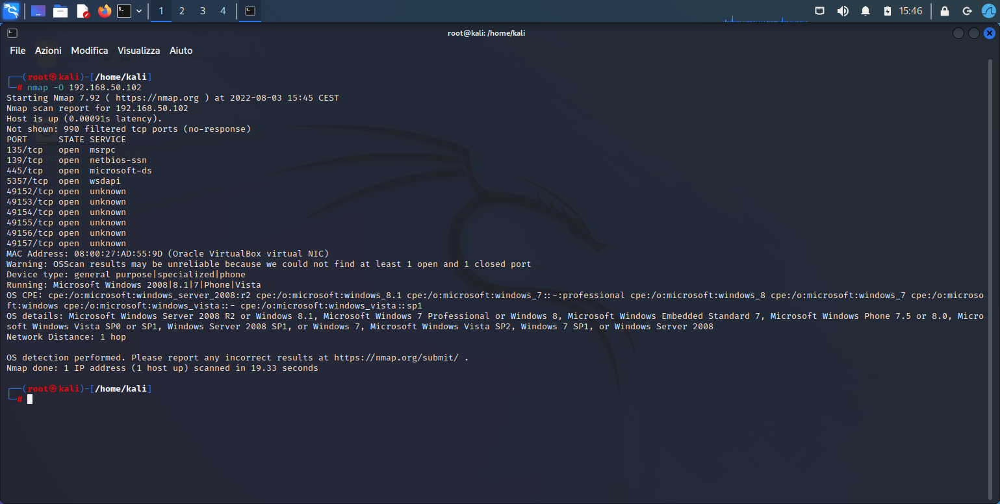 1 2 3 4 15:46
root@kali: /home/kali
File Azioni Modifica Visualizza Aiuto
┌──(root㉿kali)-[/home/kali]
└─# nmap -O 192.168.50.102
Starting Nmap 7.92 ( https://nmap.org ) at 2022-08-03 15:45 CEST
Nmap scan report for 192.168.50.102
Host is up (0.00091s latency).
Not shown: 990 filtered tcp ports (no-response)
PORT STATE SERVICE
135/tcp open msrpc
139/tcp open netbios-ssn
445/tcp open microsoft-ds
5357/tcp open wsdapi
49152/tcp open unknown
49153/tcp open unknown
49154/tcp open unknown
49155/tcp open unknown
49156/tcp open unknown
49157/tcp open unknown
MAC Address: 08:00:27:AD:55:9D (Oracle VirtualBox virtual NIC)
Warning: OSScan results may be unreliable because we could not find at least 1 open and 1 closed port
Device type: general purpose|specialized|phone
Running: Microsoft Windows 2008|8.1|7|Phone|Vista
OS CPE: cpe:/o:microsoft:windows_server_2008:r2 cpe:/o:microsoft:windows_8.1 cpe:/o:microsoft:windows_7::-:professional cpe:/o:microsoft:windows_8 cpe:/o:microsoft:windows_7 cpe:/o:microso
ft:windows cpe:/o:microsoft:windows_vista::- cpe:/o:microsoft:windows_vista::sp1
OS details: Microsoft Windows Server 2008 R2 or Windows 8.1, Microsoft Windows 7 Professional or Windows 8, Microsoft Windows Embedded Standard 7, Microsoft Windows Phone 7.5 or 8.0, Micro
soft Windows Vista SP0 or SP1, Windows Server 2008 SP1, or Windows 7, Microsoft Windows Vista SP2, Windows 7 SP1, or Windows Server 2008
Network Distance: 1 hop
OS detection performed. Please report any incorrect results at https://nmap.org/submit/ .
Nmap done: 1 IP address (1 host up) scanned in 19.33 seconds
┌──(root㉿kali)-[/home/kali]
└─#